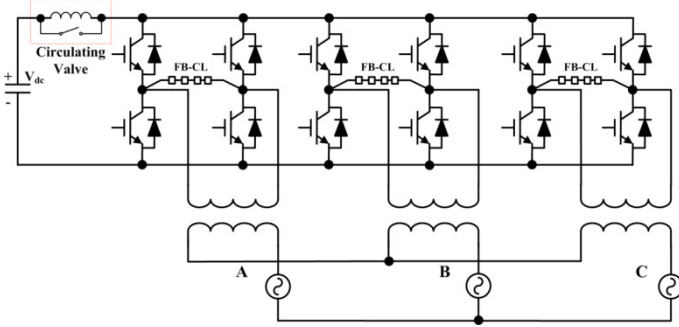 Circulating
Valve
+
V_dc
-
FB-CL
FB-CL
FB-CL
A
B
C